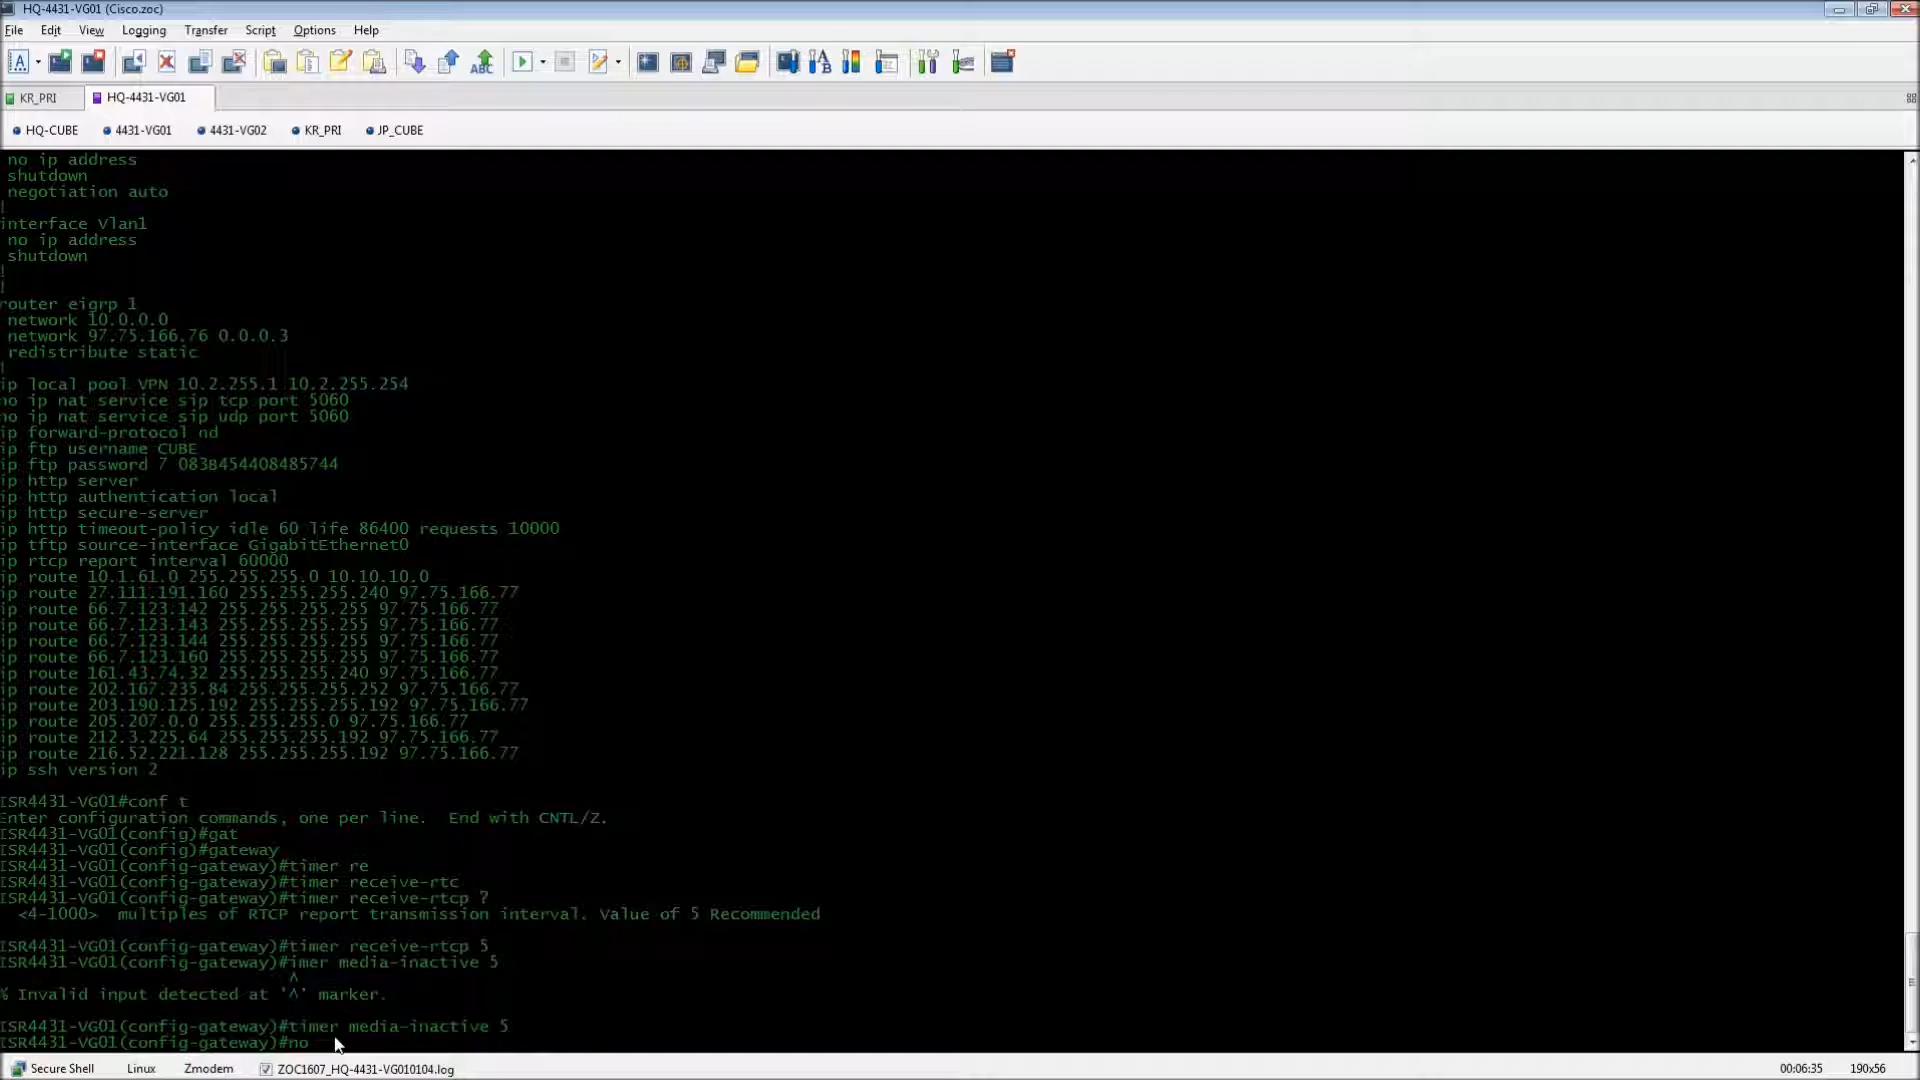 HQ-4431-VG01 (Cisco.zoc)
File Edit View Logging Transfer Script Options Help
KR_PRI HQ-4431-VG01
HQ-CUBE 4431-VG01 4431-VG02 KR_PRI JP_CUBE
no ip address
shutdown
negotiation auto
!
interface Vlan1
no ip address
shutdown
!
!
router eigrp 1
network 10.0.0.0
network 97.75.166.76 0.0.0.3
redistribute static
!
ip local pool VPN 10.2.255.1 10.2.255.254
no ip nat service sip tcp port 5060
no ip nat service sip udp port 5060
ip forward-protocol nd
ip ftp username CUBE
ip ftp password 7 083B454408485744
ip http server
ip http authentication local
ip http secure-server
ip http timeout-policy idle 60 life 86400 requests 10000
ip tftp source-interface GigabitEthernet0
ip rtcp report interval 60000
ip route 10.1.61.0 255.255.255.0 10.10.10.0
ip route 27.111.191.160 255.255.255.240 97.75.166.77
ip route 66.7.123.142 255.255.255.255 97.75.166.77
ip route 66.7.123.143 255.255.255.255 97.75.166.77
ip route 66.7.123.144 255.255.255.255 97.75.166.77
ip route 66.7.123.160 255.255.255.255 97.75.166.77
ip route 161.43.74.32 255.255.255.240 97.75.166.77
ip route 202.167.235.84 255.255.255.252 97.75.166.77
ip route 203.190.125.192 255.255.255.192 97.75.166.77
ip route 205.207.0.0 255.255.255.0 97.75.166.77
ip route 212.3.225.64 255.255.255.192 97.75.166.77
ip route 216.52.221.128 255.255.255.192 97.75.166.77
ip ssh version 2
ISR4431-VG01#conf t
Enter configuration commands, one per line. End with CNTL/Z.
ISR4431-VG01(config)#gat
ISR4431-VG01(config)#gateway
ISR4431-VG01(config-gateway)#timer re
ISR4431-VG01(config-gateway)#timer receive-rtc
ISR4431-VG01(config-gateway)#timer receive-rtcp ?
<4-1000> multiples of RTCP report transmission interval. Value of 5 Recommended
ISR4431-VG01(config-gateway)#timer receive-rtcp 5
ISR4431-VG01(config-gateway)#imer media-inactive 5
^
% Invalid input detected at '^' marker.
ISR4431-VG01(config-gateway)#timer media-inactive 5
ISR4431-VG01(config-gateway)#no
Secure Shell Linux Zmodem ZOC1607_HQ-4431-VG010104.log 00:06:35 190x56